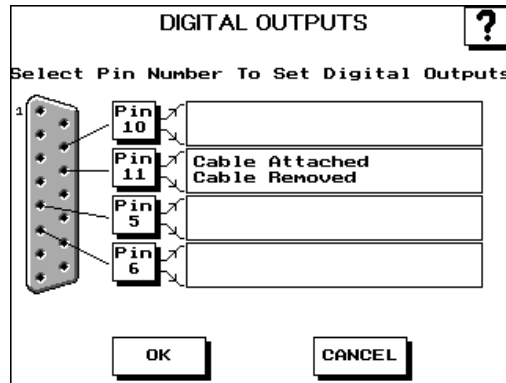 DIGITAL OUTPUTS
?
Select Pin Number To Set Digital Outputs
1
Pin
10
Pin
11
Cable Attached
Cable Removed
Pin
5
Pin
6
OK
CANCEL